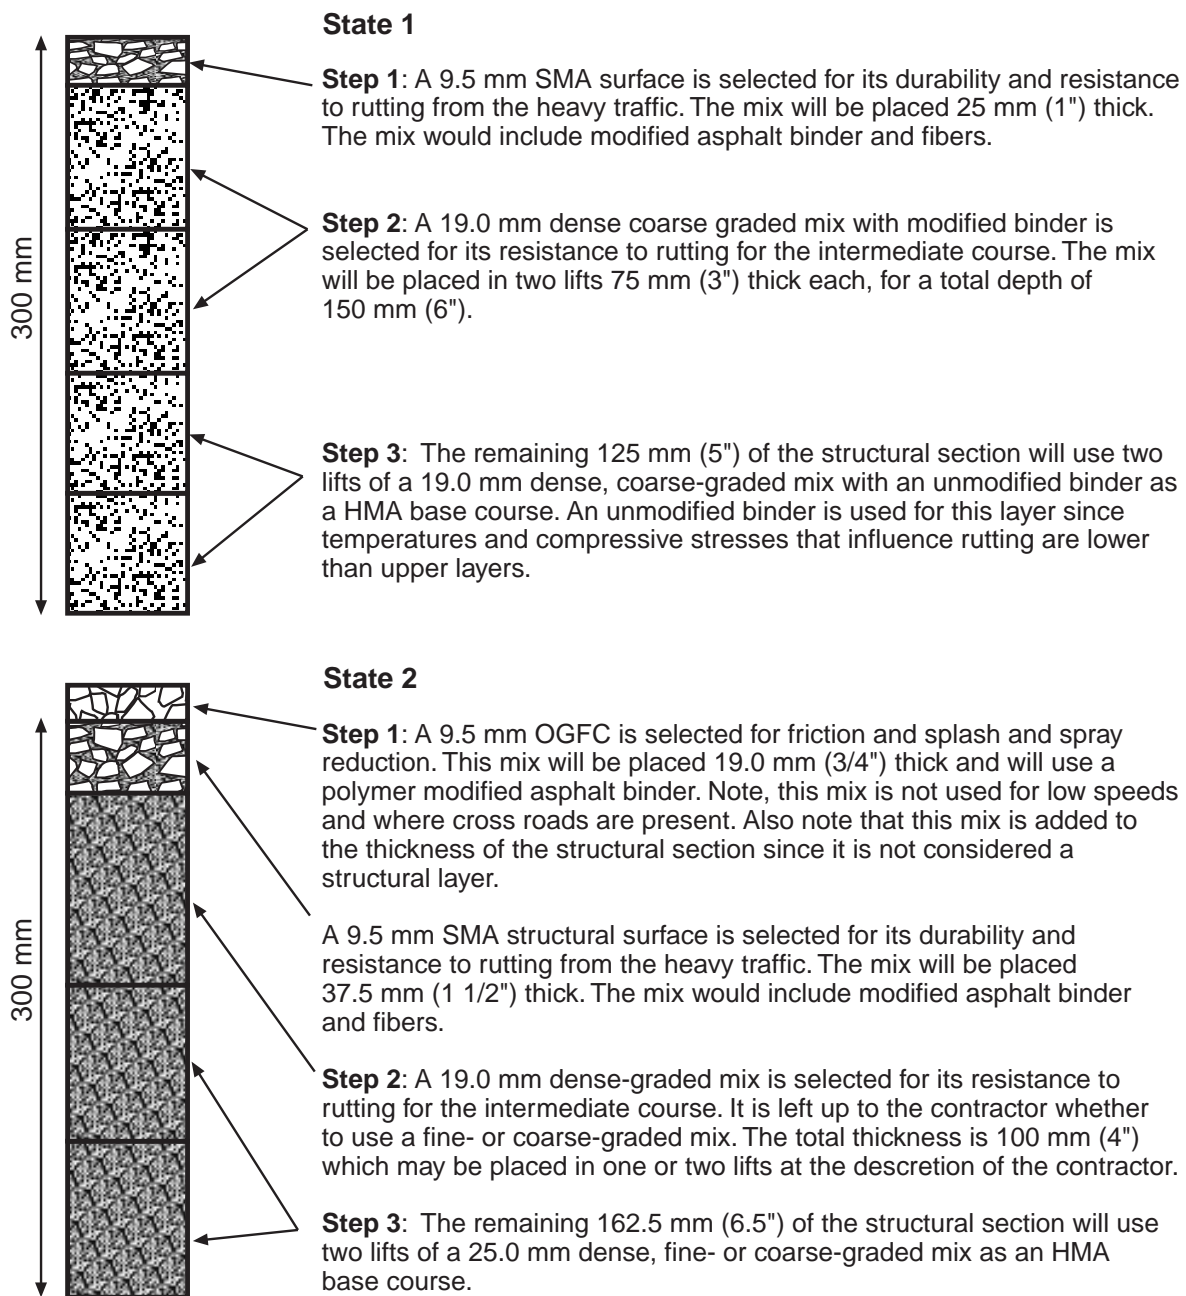 State 1
Step 1: A 9.5 mm SMA surface is selected for its durability and resistance
to rutting from the heavy traffic. The mix will be placed 25 mm (1") thick.
The mix would include modified asphalt binder and fibers.
300 mm
Step 2: A 19.0 mm dense coarse graded mix with modified binder is
selected for its resistance to rutting for the intermediate course. The mix
will be placed in two lifts 75 mm (3") thick each, for a total depth of
150 mm (6").
Step 3: The remaining 125 mm (5") of the structural section will use two
lifts of a 19.0 mm dense, coarse-graded mix with an unmodified binder as
a HMA base course. An unmodified binder is used for this layer since
temperatures and compressive stresses that influence rutting are lower
than upper layers.
State 2
Step 1: A 9.5 mm OGFC is selected for friction and splash and spray
reduction. This mix will be placed 19.0 mm (3/4") thick and will use a
polymer modified asphalt binder. Note, this mix is not used for low speeds
and where cross roads are present. Also note that this mix is added to
the thickness of the structural section since it is not considered a
structural layer.
300 mm
A 9.5 mm SMA structural surface is selected for its durability and
resistance to rutting from the heavy traffic. The mix will be placed
37.5 mm (1 1/2") thick. The mix would include modified asphalt binder
and fibers.
Step 2: A 19.0 mm dense-graded mix is selected for its resistance to
rutting for the intermediate course. It is left up to the contractor whether
to use a fine- or coarse-graded mix. The total thickness is 100 mm (4")
which may be placed in one or two lifts at the descretion of the contractor.
Step 3: The remaining 162.5 mm (6.5") of the structural section will use
two lifts of a 25.0 mm dense, fine- or coarse-graded mix as an HMA
base course.